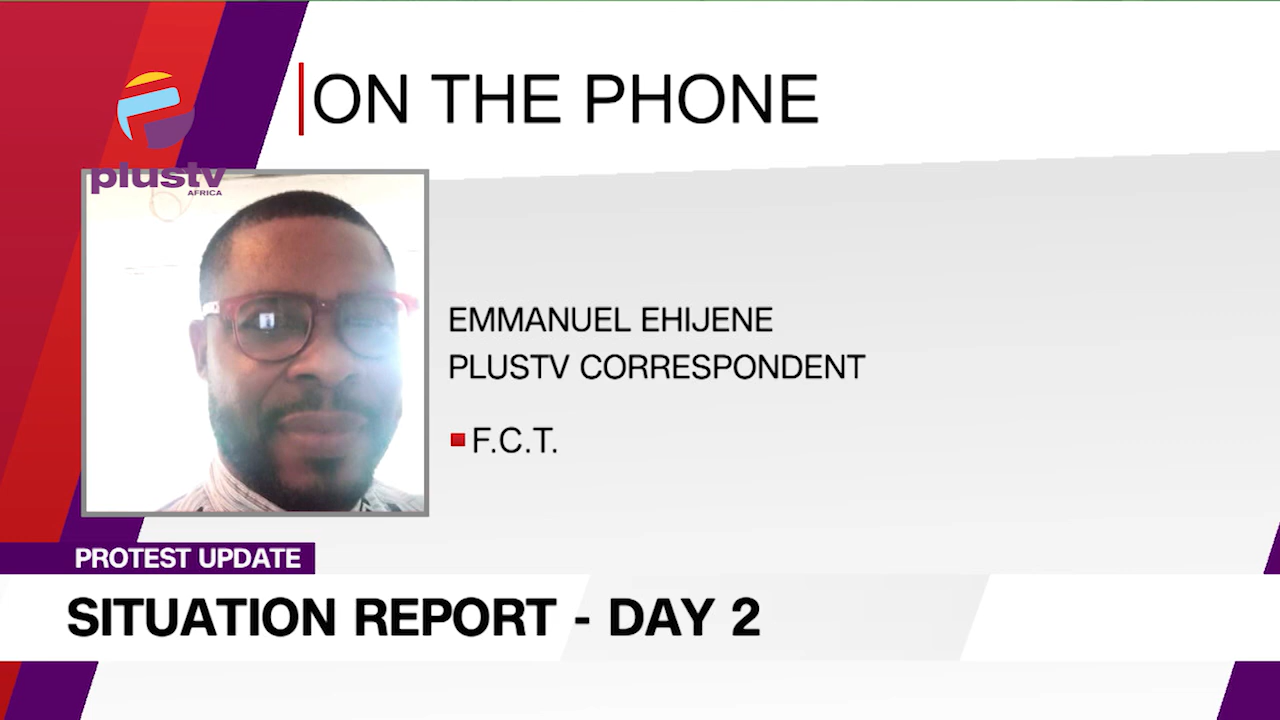 ON THE PHONE
plustv
AFRICA
EMMANUEL EHIJENE
PLUSTV CORRESPONDENT
F.C.T.
PROTEST UPDATE
SITUATION REPORT - DAY 2